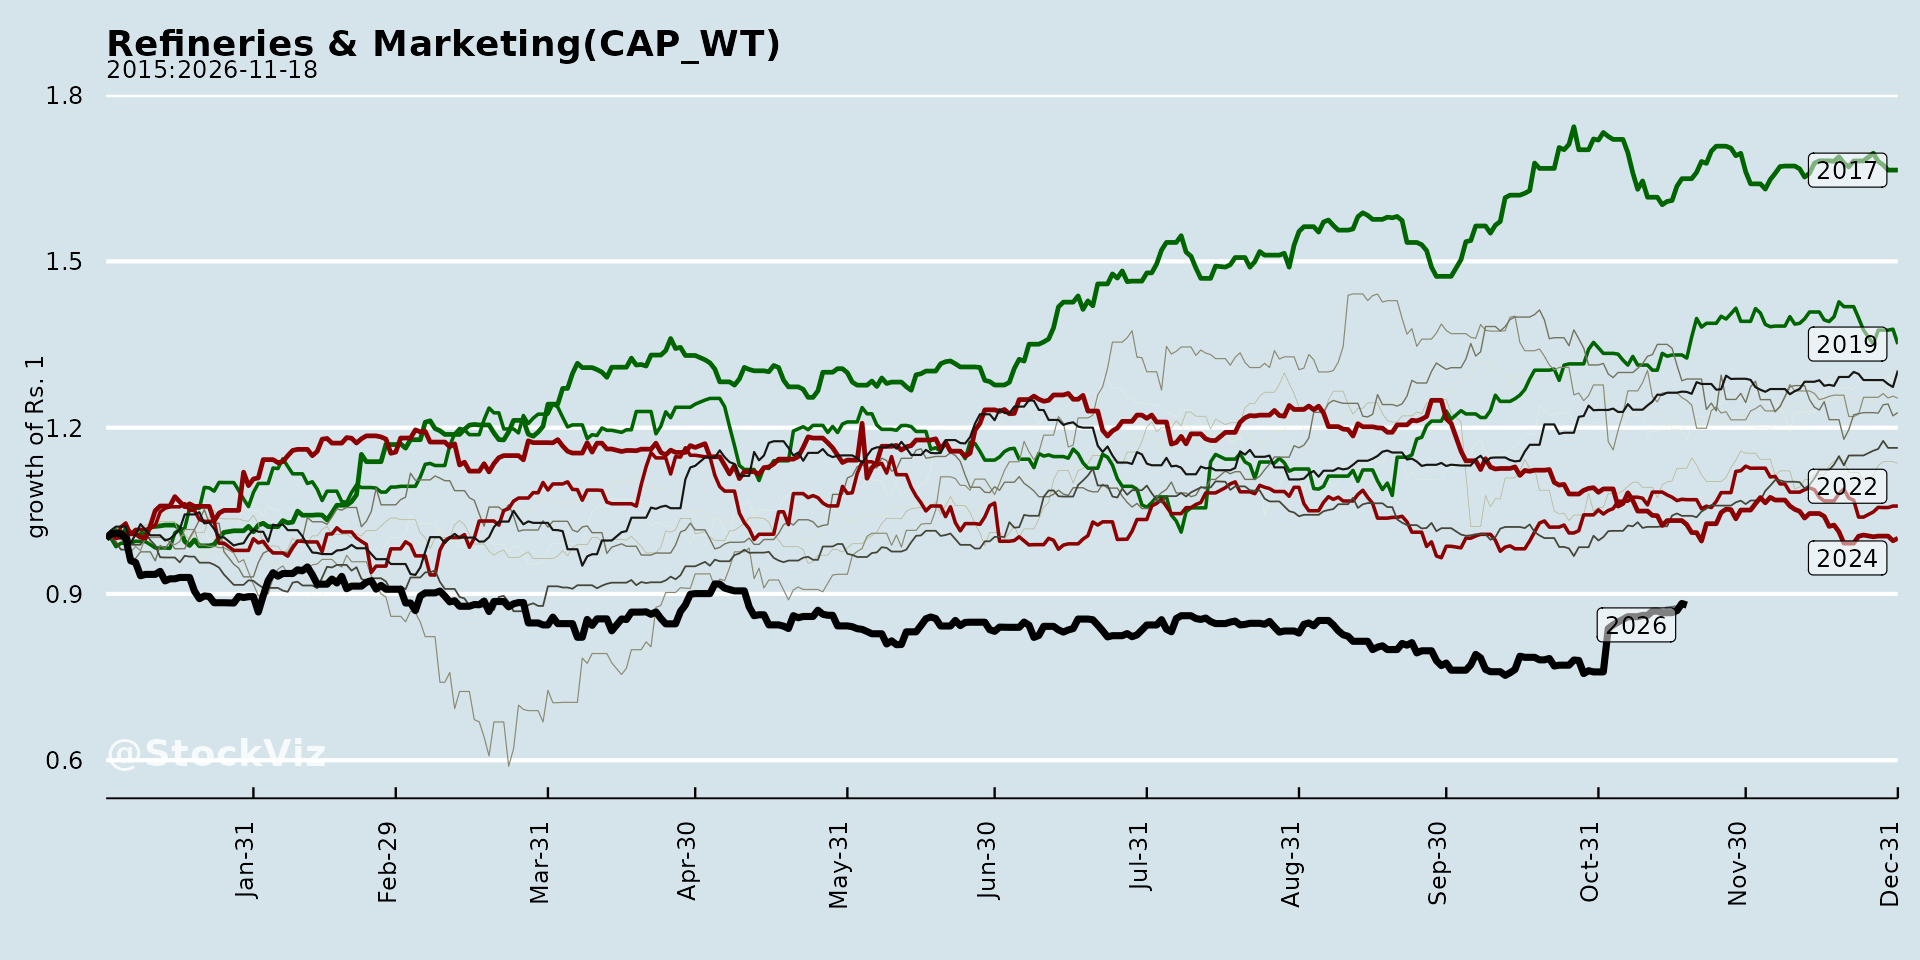 Refineries & Marketing(CAP_WT)
2015:2026-11-18
growth of Rs. 1
1.8
1.5
1.2
0.9
0.6
2017
2019
2022
2024
2026
@StockViz
Jan-31
Feb-29
Mar-31
Apr-30
May-31
Jun-30
Jul-31
Aug-31
Sep-30
Oct-31
Nov-30
Dec-31